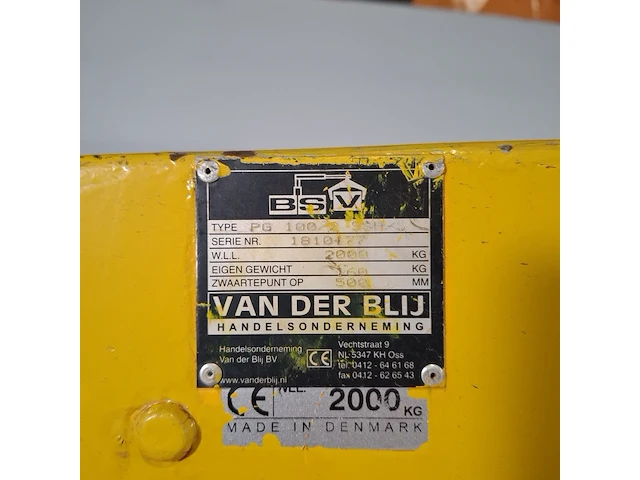 BSV
TYPE PG 100/
SERIE NR.
W.L.L. 2000 KG
EIGEN GEWICHT 160 KG
ZWAARTEPUNT OP 500 MM
VAN DER BLIJ
HANDELSONDERNEMING
Handelsonderneming
Van der Blij BV
CE
Vechtstraat 9
NL-5347 KH Oss
tel. 0412 - 64 61 68
fax 0412 - 62 65 43
www.vanderblij.nl
CE W.L.L. 2000 KG
MADE IN DENMARK